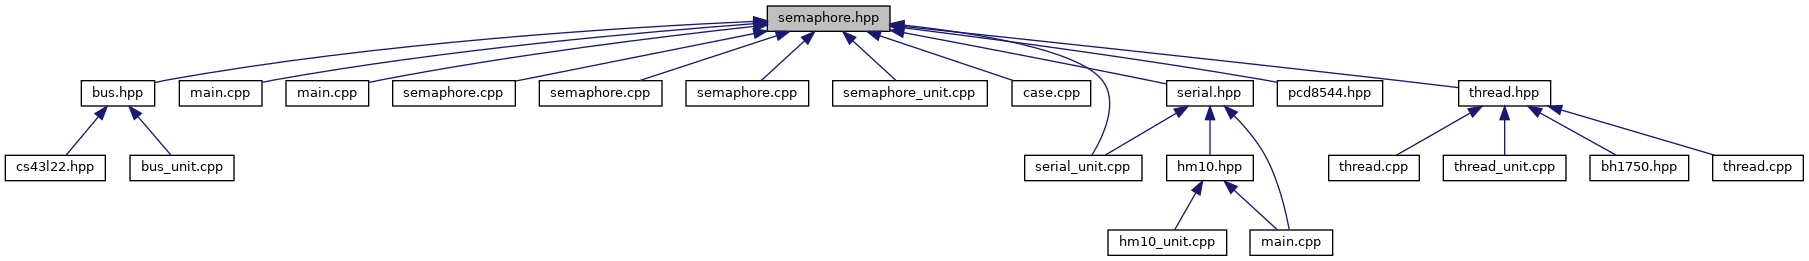 semaphore.hpp
bus.hpp
main.cpp
main.cpp
semaphore.cpp
semaphore.cpp
semaphore.cpp
semaphore_unit.cpp
case.cpp
serial.hpp
pcd8544.hpp
thread.hpp
cs43l22.hpp
bus_unit.cpp
serial_unit.cpp
hm10.hpp
thread.cpp
thread_unit.cpp
bh1750.hpp
thread.cpp
hm10_unit.cpp
main.cpp